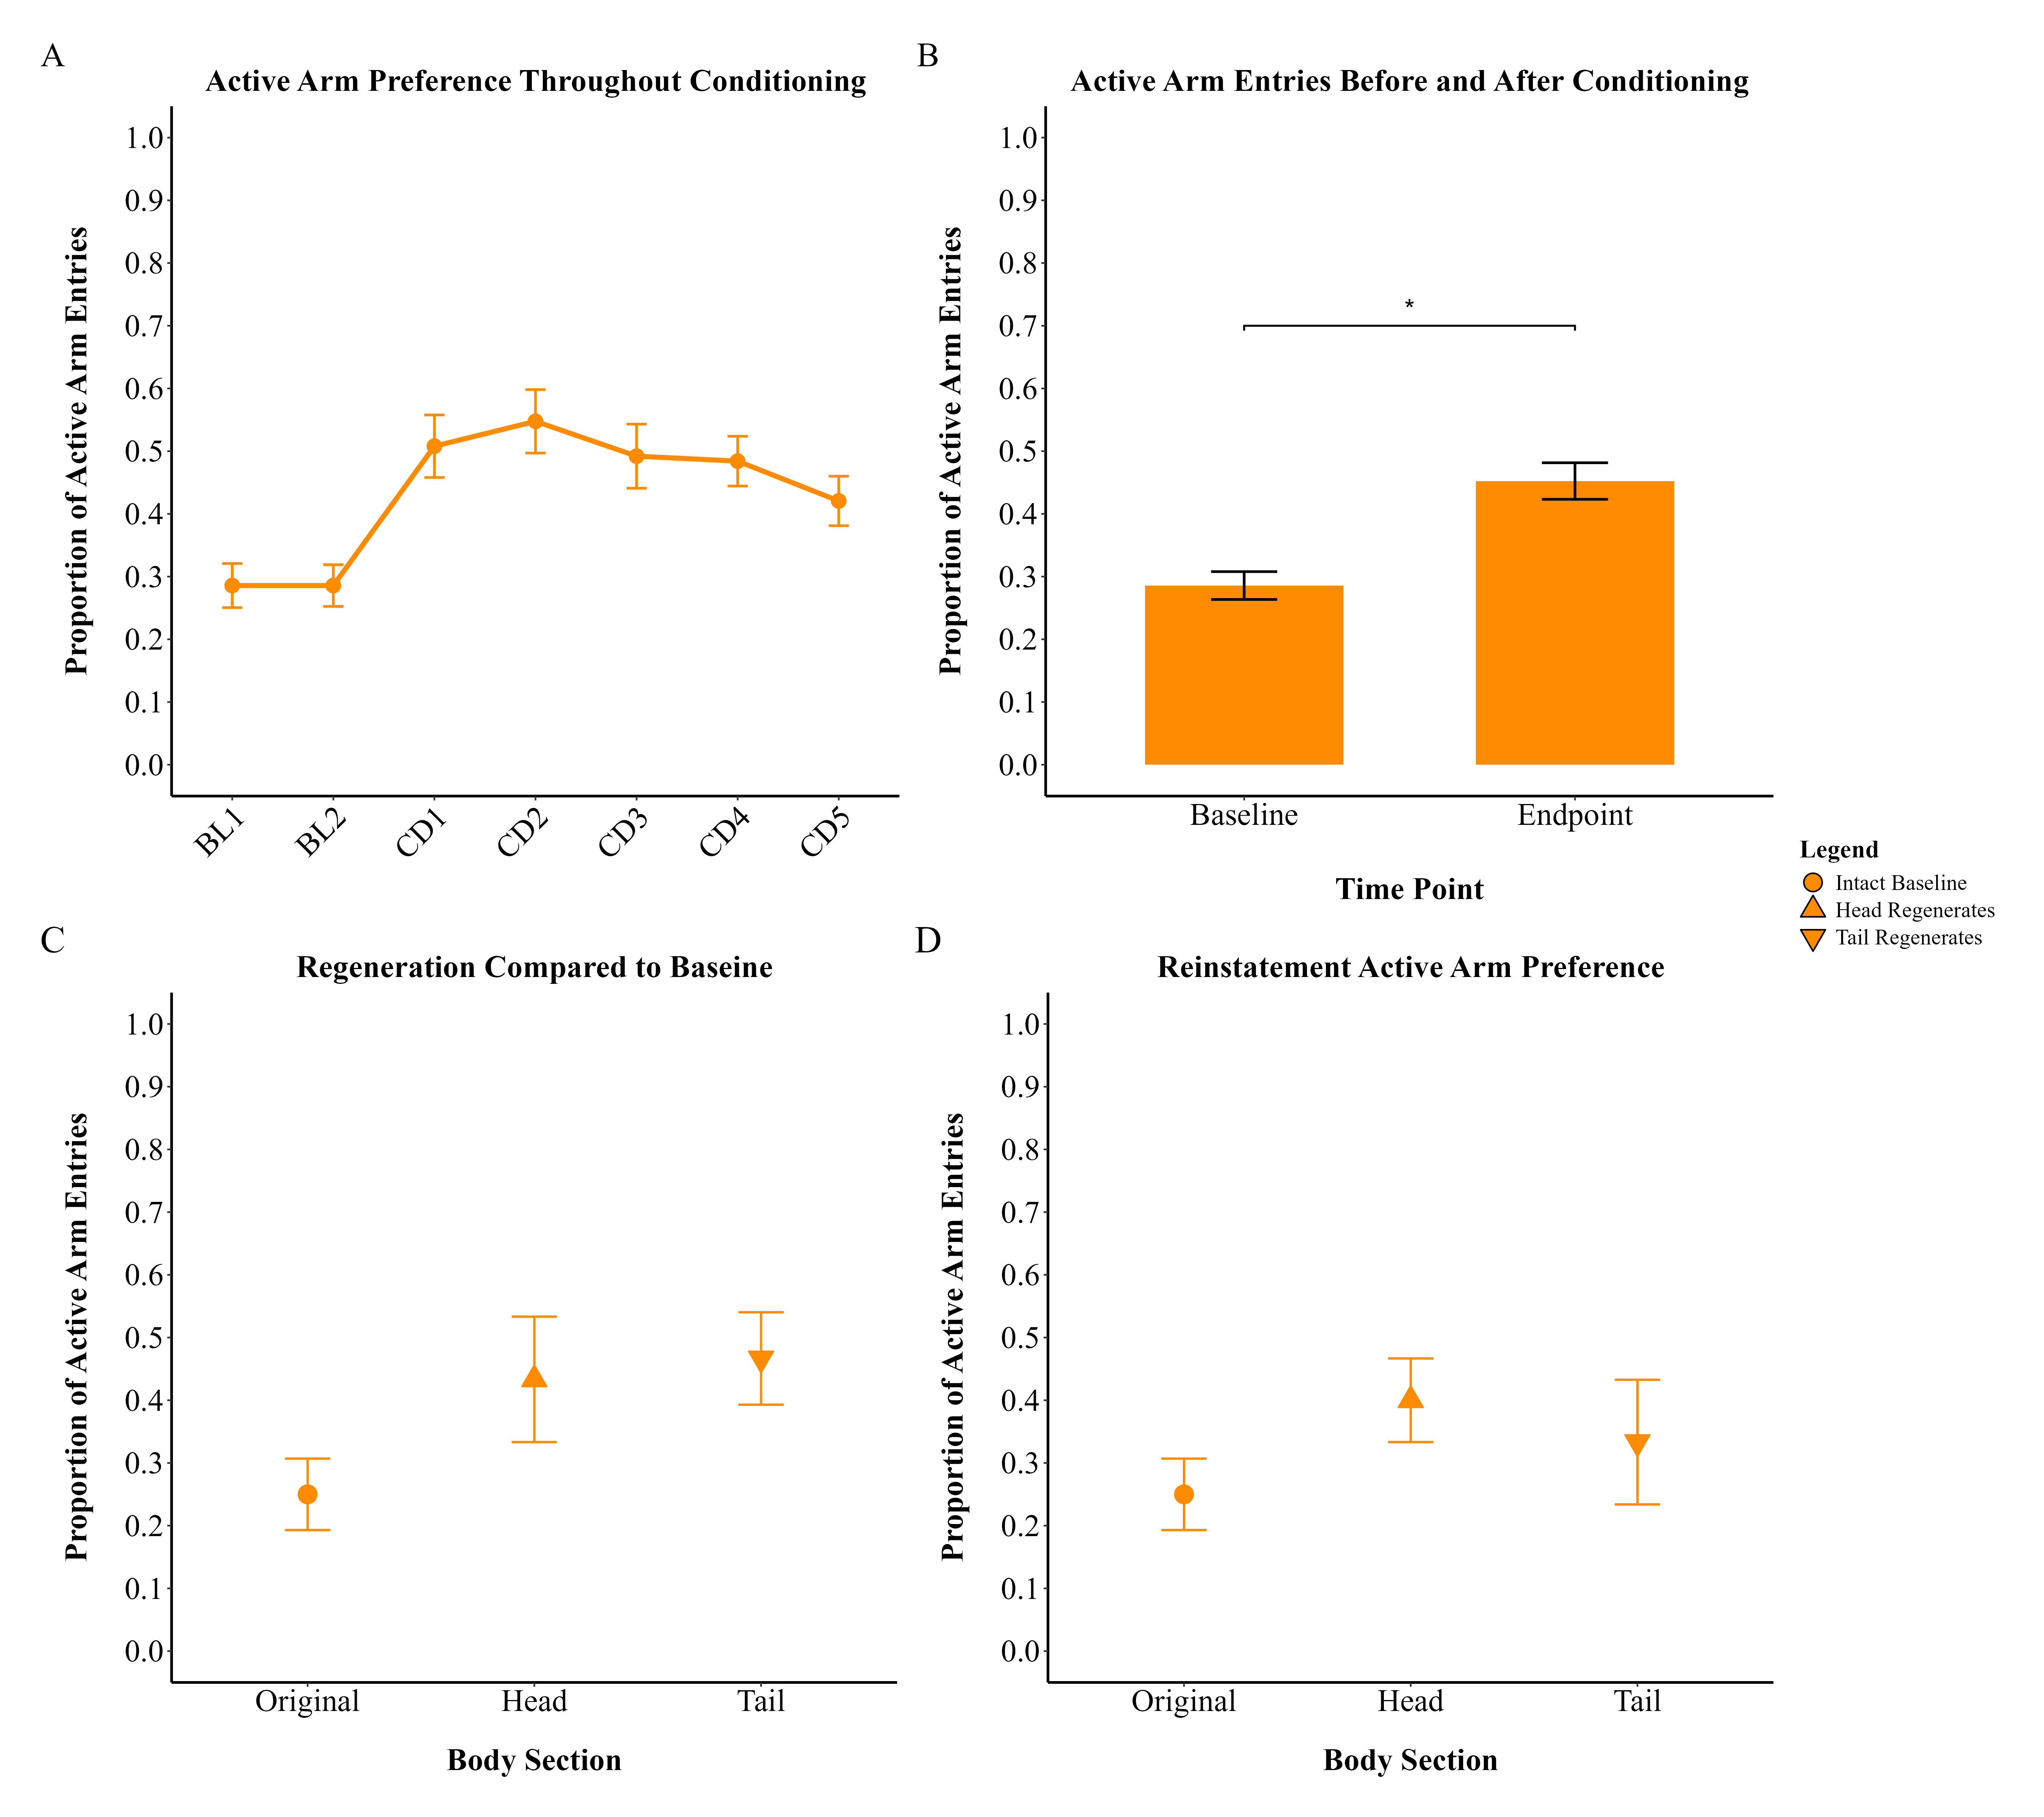 A
Active Arm Preference Throughout Conditioning
Proportion of Active Arm Entries
1.0
0.9
0.8
0.7
0.6
0.5
0.4
0.3
0.2
0.1
0.0
BL1 BL2 CD1 CD2 CD3 CD4 CD5
B
Active Arm Entries Before and After Conditioning
Proportion of Active Arm Entries
1.0
0.9
0.8
0.7
0.6
0.5
0.4
0.3
0.2
0.1
0.0
*
Baseline Endpoint
Time Point
Legend
Intact Baseline
Head Regenerates
Tail Regenerates
C
Regeneration Compared to Baseine
Proportion of Active Arm Entries
1.0
0.9
0.8
0.7
0.6
0.5
0.4
0.3
0.2
0.1
0.0
Original Head Tail
Body Section
D
Reinstatement Active Arm Preference
Proportion of Active Arm Entries
1.0
0.9
0.8
0.7
0.6
0.5
0.4
0.3
0.2
0.1
0.0
Original Head Tail
Body Section